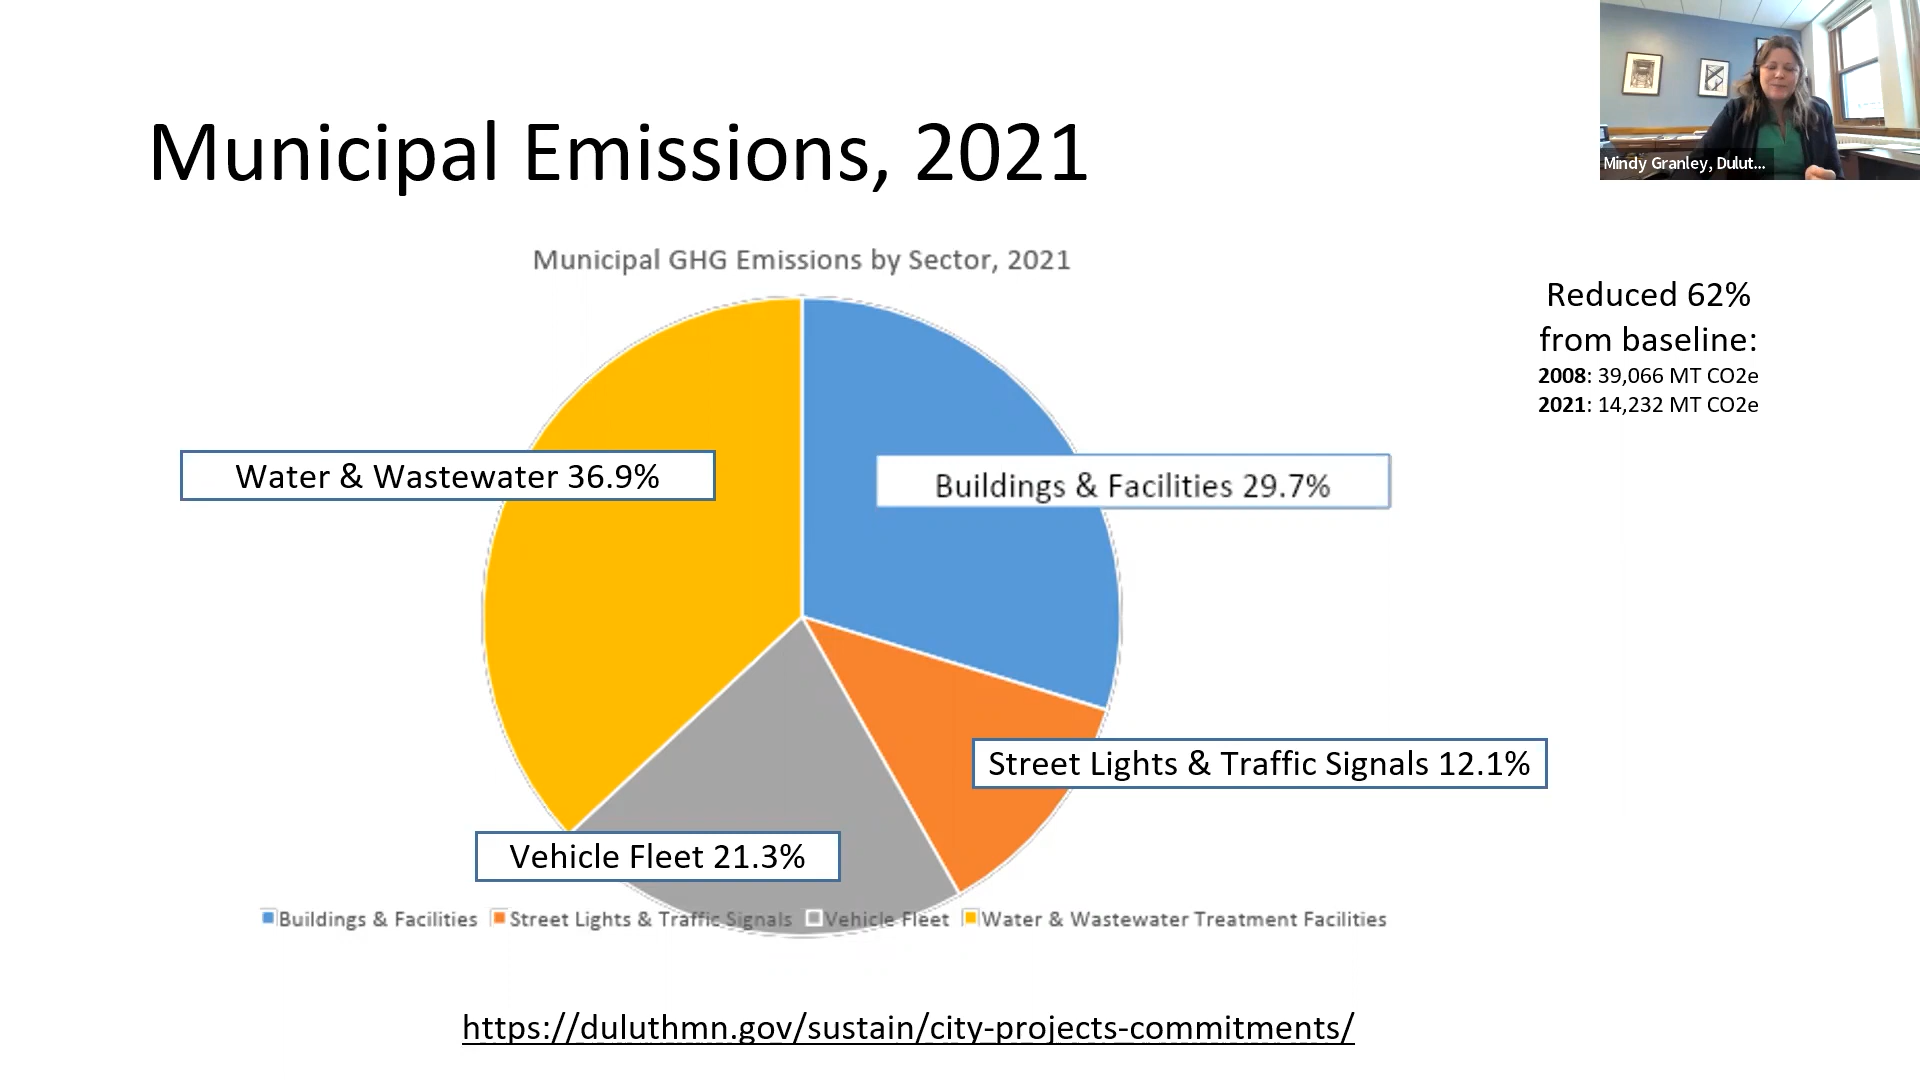 Mindy Granley, Dulut...
Municipal Emissions, 2021
Municipal GHG Emissions by Sector, 2021
Reduced 62%
from baseline:
2008: 39,066 MT CO2e
2021: 14,232 MT CO2e
Water & Wastewater 36.9%
Buildings & Facilities 29.7%
Street Lights & Traffic Signals 12.1%
Vehicle Fleet 21.3%
Buildings & Facilities Street Lights & Traffic Signals Vehicle Fleet Water & Wastewater Treatment Facilities
https://duluthmn.gov/sustain/city-projects-commitments/